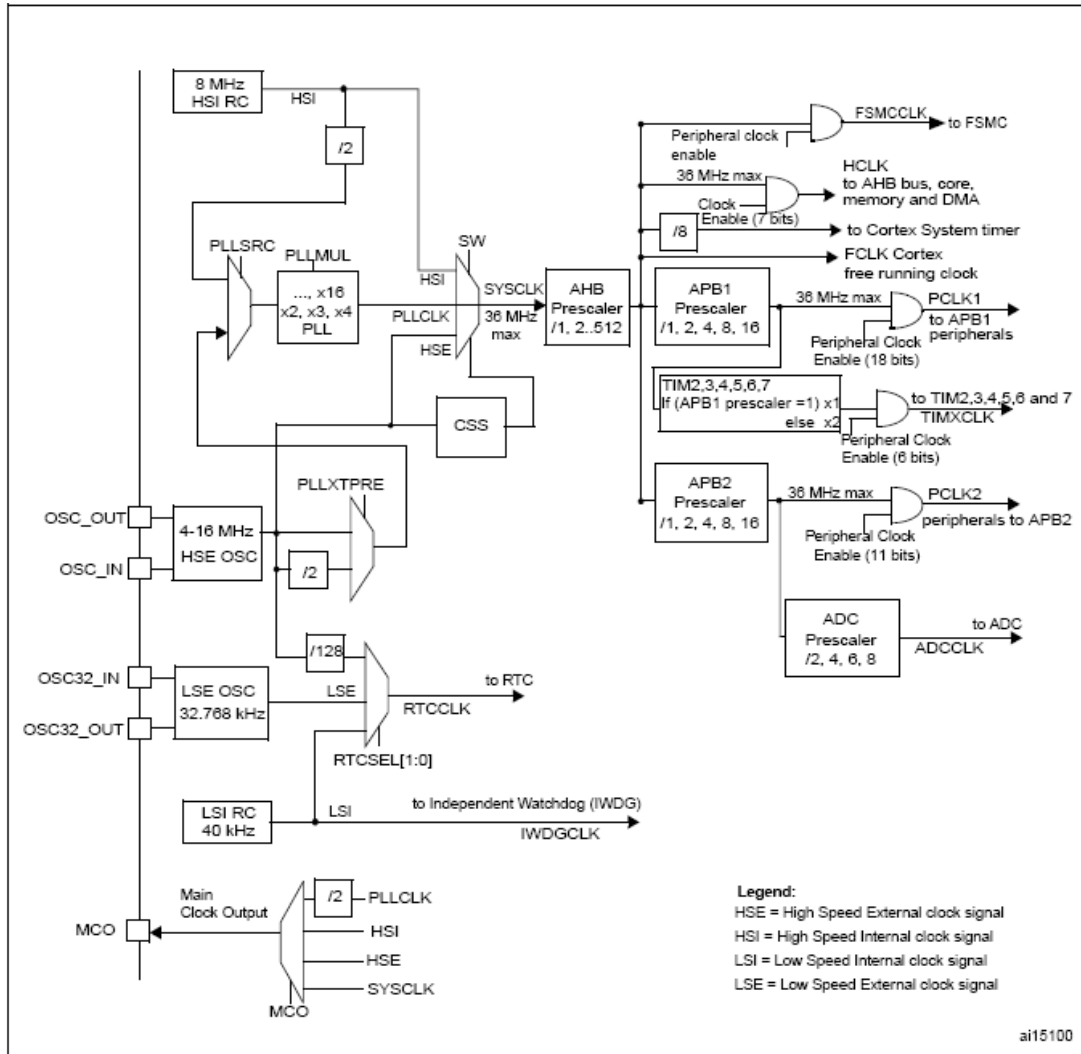 8 MHz
HSI RC
HSI
/2
FSMCCLK
to FSMC
Peripheral clock
enable
36 MHz max
HCLK
to AHB bus, core,
memory and DMA
Clock
Enable (7 bits)
/8
to Cortex System timer
FCLK Cortex
free running clock
PLLSRC
PLLMUL
..., x16
x2, x3, x4
PLL
SW
HSI
PLLCLK
HSE
SYSCLK
36 MHz
max
AHB
Prescaler
/1, 2..512
APB1
Prescaler
/1, 2, 4, 8, 16
36 MHz max
PCLK1
to APB1
peripherals
Peripheral Clock
Enable (18 bits)
TIM2,3,4,5,6,7
If (APB1 prescaler =1) x1
else x2
to TIM2,3,4,5,6 and 7
TIMXCLK
Peripheral Clock
Enable (6 bits)
CSS
PLLXTPRE
OSC_OUT
OSC_IN
4-16 MHz
HSE OSC
/2
APB2
Prescaler
/1, 2, 4, 8, 16
36 MHz max
PCLK2
peripherals to APB2
Peripheral Clock
Enable (11 bits)
ADC
Prescaler
/2, 4, 6, 8
to ADC
ADCCLK
/128
OSC32_IN
OSC32_OUT
LSE OSC
32.768 kHz
LSE
to RTC
RTCCLK
RTCSEL[1:0]
LSI RC
40 kHz
LSI
to Independent Watchdog (IWDG)
IWDGCLK
MCO
Main
Clock Output
/2
PLLCLK
HSI
HSE
SYSCLK
MCO
Legend:
HSE = High Speed External clock signal
HSI = High Speed Internal clock signal
LSI = Low Speed Internal clock signal
LSE = Low Speed External clock signal
ai15100